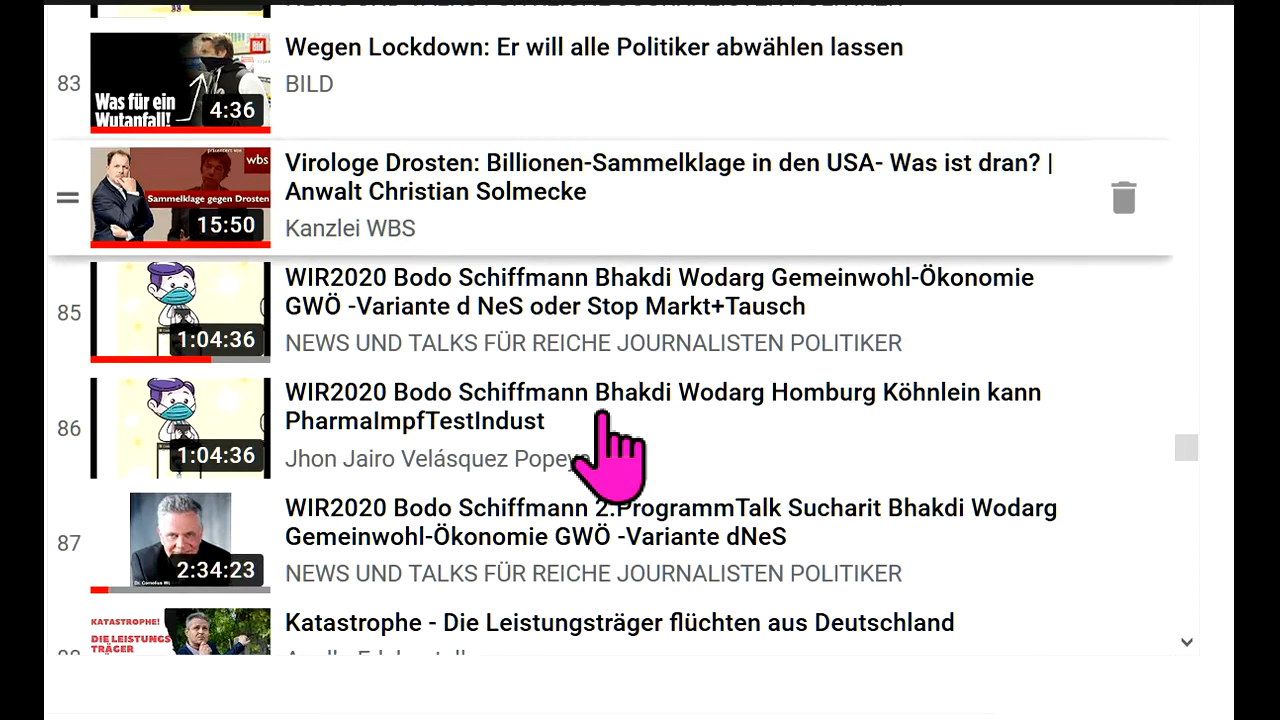 83
Bild
Was für ein
Wutanfall!
4:36
Wegen Lockdown: Er will alle Politiker abwählen lassen
BILD
wbs
Sammelklage gegen Drosten
15:50
Virologe Drosten: Billionen-Sammelklage in den USA- Was ist dran? |
Anwalt Christian Solmecke
Kanzlei WBS
85
1:04:36
WIR2020 Bodo Schiffmann Bhakdi Wodarg Gemeinwohl-Ökonomie
GWÖ -Variante d NeS oder Stop Markt+Tausch
NEWS UND TALKS FÜR REICHE JOURNALISTEN POLITIKER
86
1:04:36
WIR2020 Bodo Schiffmann Bhakdi Wodarg Homburg Köhnlein kann
PharmaImpfTestIndust
Jhon Jairo Velásquez
87
2:34:23
WIR2020 Bodo Schiffmann 2.ProgrammTalk Sucharit Bhakdi Wodarg
Gemeinwohl-Ökonomie GWÖ -Variante dNeS
NEWS UND TALKS FÜR REICHE JOURNALISTEN POLITIKER
KATASTROPHE!
DIE LEISTUNGS
TRÄGER
Katastrophe - Die Leistungsträger flüchten aus Deutschland